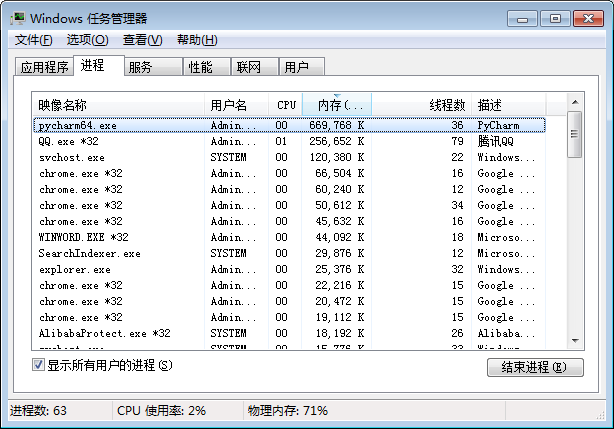 Windows 任务管理器
文件(F) 选项(O) 查看(V) 帮助(H)
应用程序 进程 服务 性能 联网 用户
映像名称 用户名 CPU 内存(... 线程数 描述
pycharm64.exe Admin... 00 669,768 K 36 PyCharm
QQ.exe *32 Admin... 01 256,652 K 79 腾讯QQ
svchost.exe SYSTEM 00 120,380 K 22 Windows...
chrome.exe *32 Admin... 00 66,504 K 16 Google ...
chrome.exe *32 Admin... 00 60,240 K 12 Google ...
chrome.exe *32 Admin... 00 50,612 K 34 Google ...
chrome.exe *32 Admin... 00 45,632 K 16 Google ...
WINWORD.EXE *32 Admin... 00 44,092 K 18 Microso...
SearchIndexer.exe SYSTEM 00 29,876 K 12 Microso...
explorer.exe Admin... 00 25,376 K 32 Windows...
chrome.exe *32 Admin... 00 22,216 K 15 Google ...
chrome.exe *32 Admin... 00 20,472 K 15 Google ...
chrome.exe *32 Admin... 00 19,112 K 15 Google ...
AlibabaProtect.exe *32 SYSTEM 00 18,192 K 26 Alibaba...
显示所有用户的进程(S) 结束进程(E)
进程数: 63 CPU 使用率: 2% 物理内存: 71%